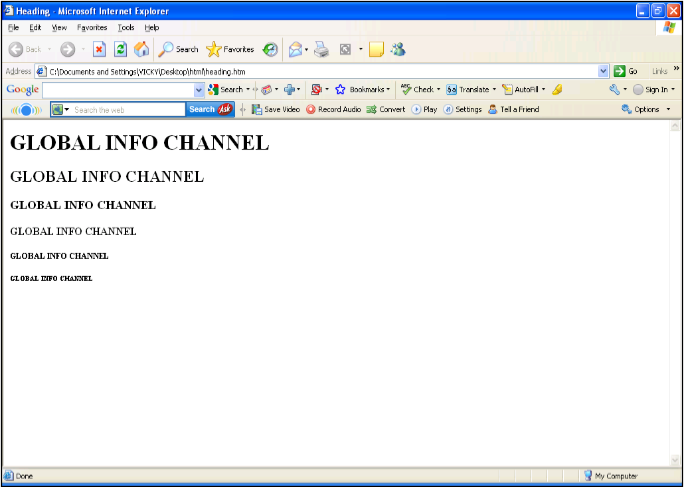 Heading - Microsoft Internet Explorer
File Edit View Favorites Tools Help
Back Search Favorites
Address C:\Documents and Settings\VICKY\Desktop\html\heading.htm Go Links »
Google Search Bookmarks Check Translate AutoFill Sign In
Search the web Search Ask Save Video Record Audio Convert Play Settings Tell a Friend Options
GLOBAL INFO CHANNEL
GLOBAL INFO CHANNEL
GLOBAL INFO CHANNEL
GLOBAL INFO CHANNEL
GLOBAL INFO CHANNEL
GLOBAL INFO CHANNEL
Done My Computer